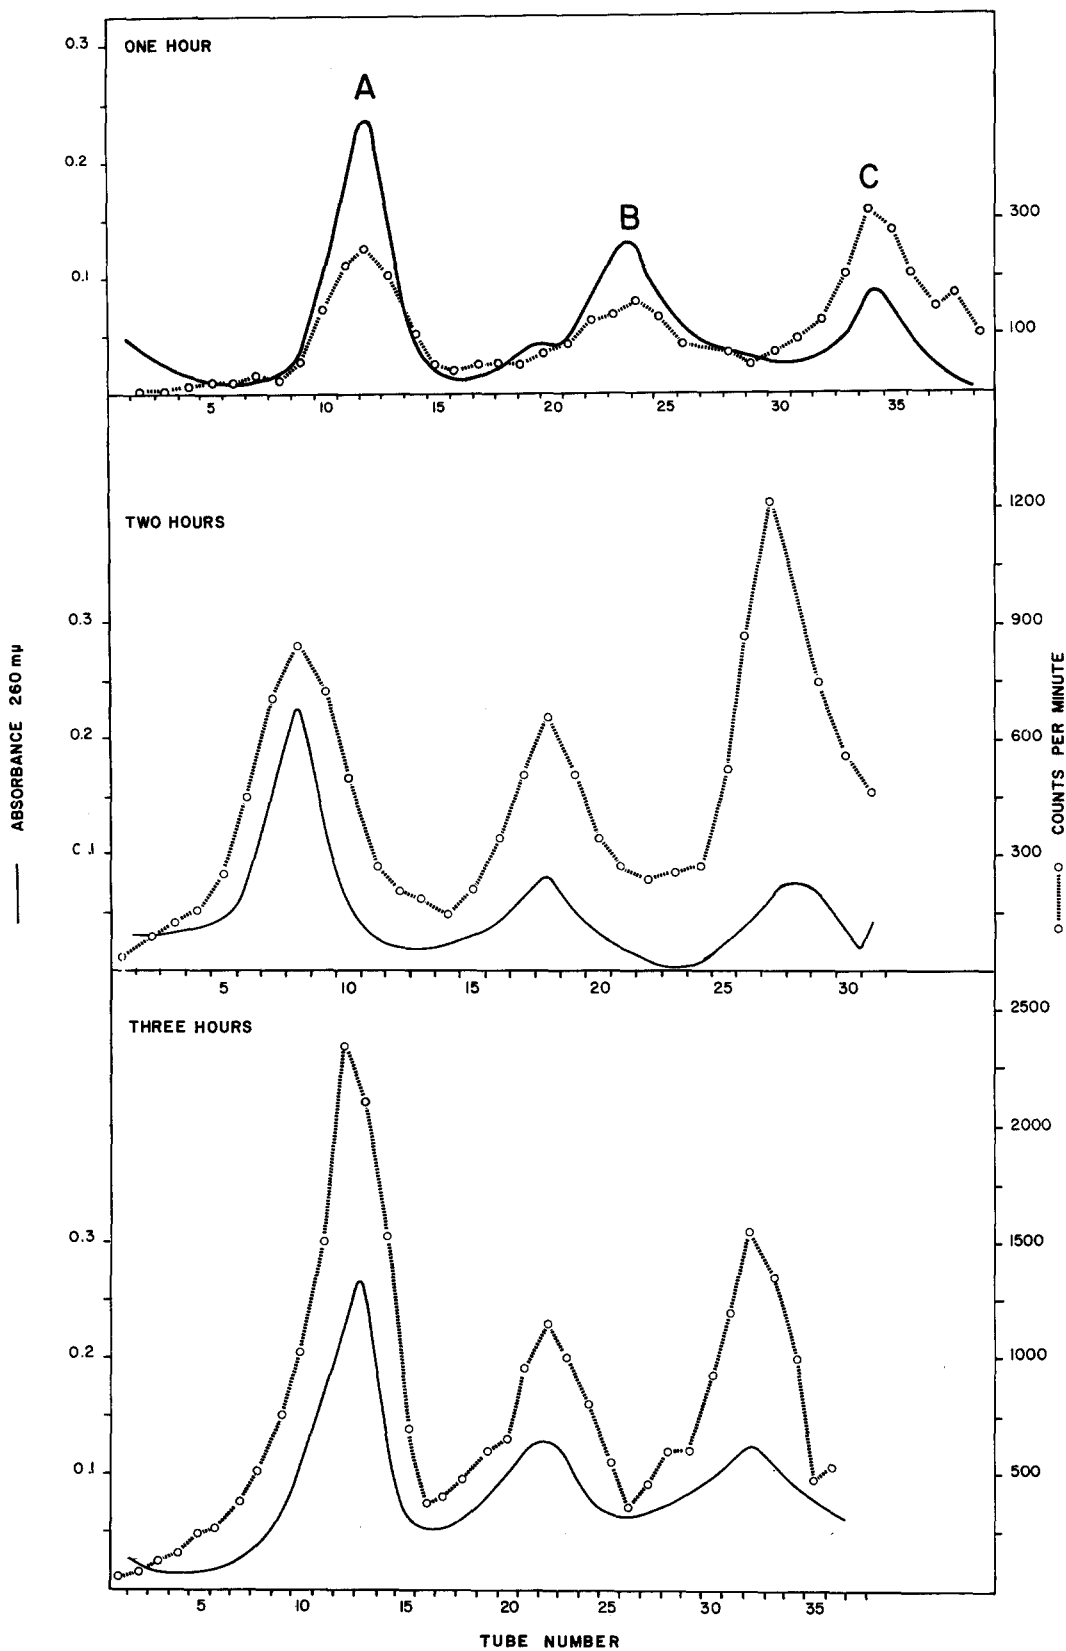 ONE HOUR
A
B
C
0.3
0.2
0.1
300
100
5 10 15 20 25 30 35
TWO HOURS
0.3
0.2
C.1
1200
900
600
300
5 10 15 20 25 30
THREE HOURS
0.3
0.2
0.1
2500
2000
1500
1000
500
5 10 15 20 25 30 35
TUBE NUMBER
ABSORBANCE 260 mμ
COUNTS PER MINUTE